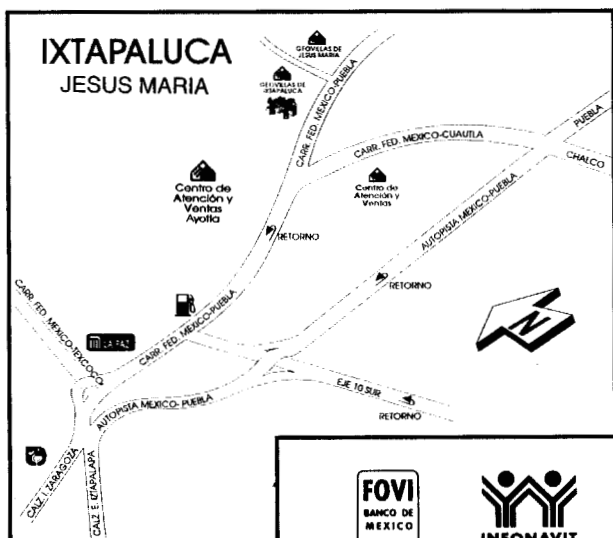 IXTAPALUCA
JESUS MARIA
GEOVILLAS DE
JESUS MARIA
GEOVILLAS DE
IXTAPALUCA
CARR. FED. MEXICO-PUEBLA
CARR. FED. MEXICO-CUAUTLA
PUEBLA
CHALCO
Centro de
Atención y
Ventas
Ayotla
Centro de
Atención y
Ventas
AUTOPISTA MEXICO-PUEBLA
RETORNO
RETORNO
CARR. FED. MEXICO-TEXCOCO
LA PAZ
CARR. FED. MEXICO-PUEBLA
N
EJE 10 SUR
RETORNO
AUTOPISTA MEXICO-PUEBLA
CALZ. I. ZARAGOZA
CALZ. E. IZTAPALAPA
FOVI
BANCO DE
MEXICO
INFONAVIT